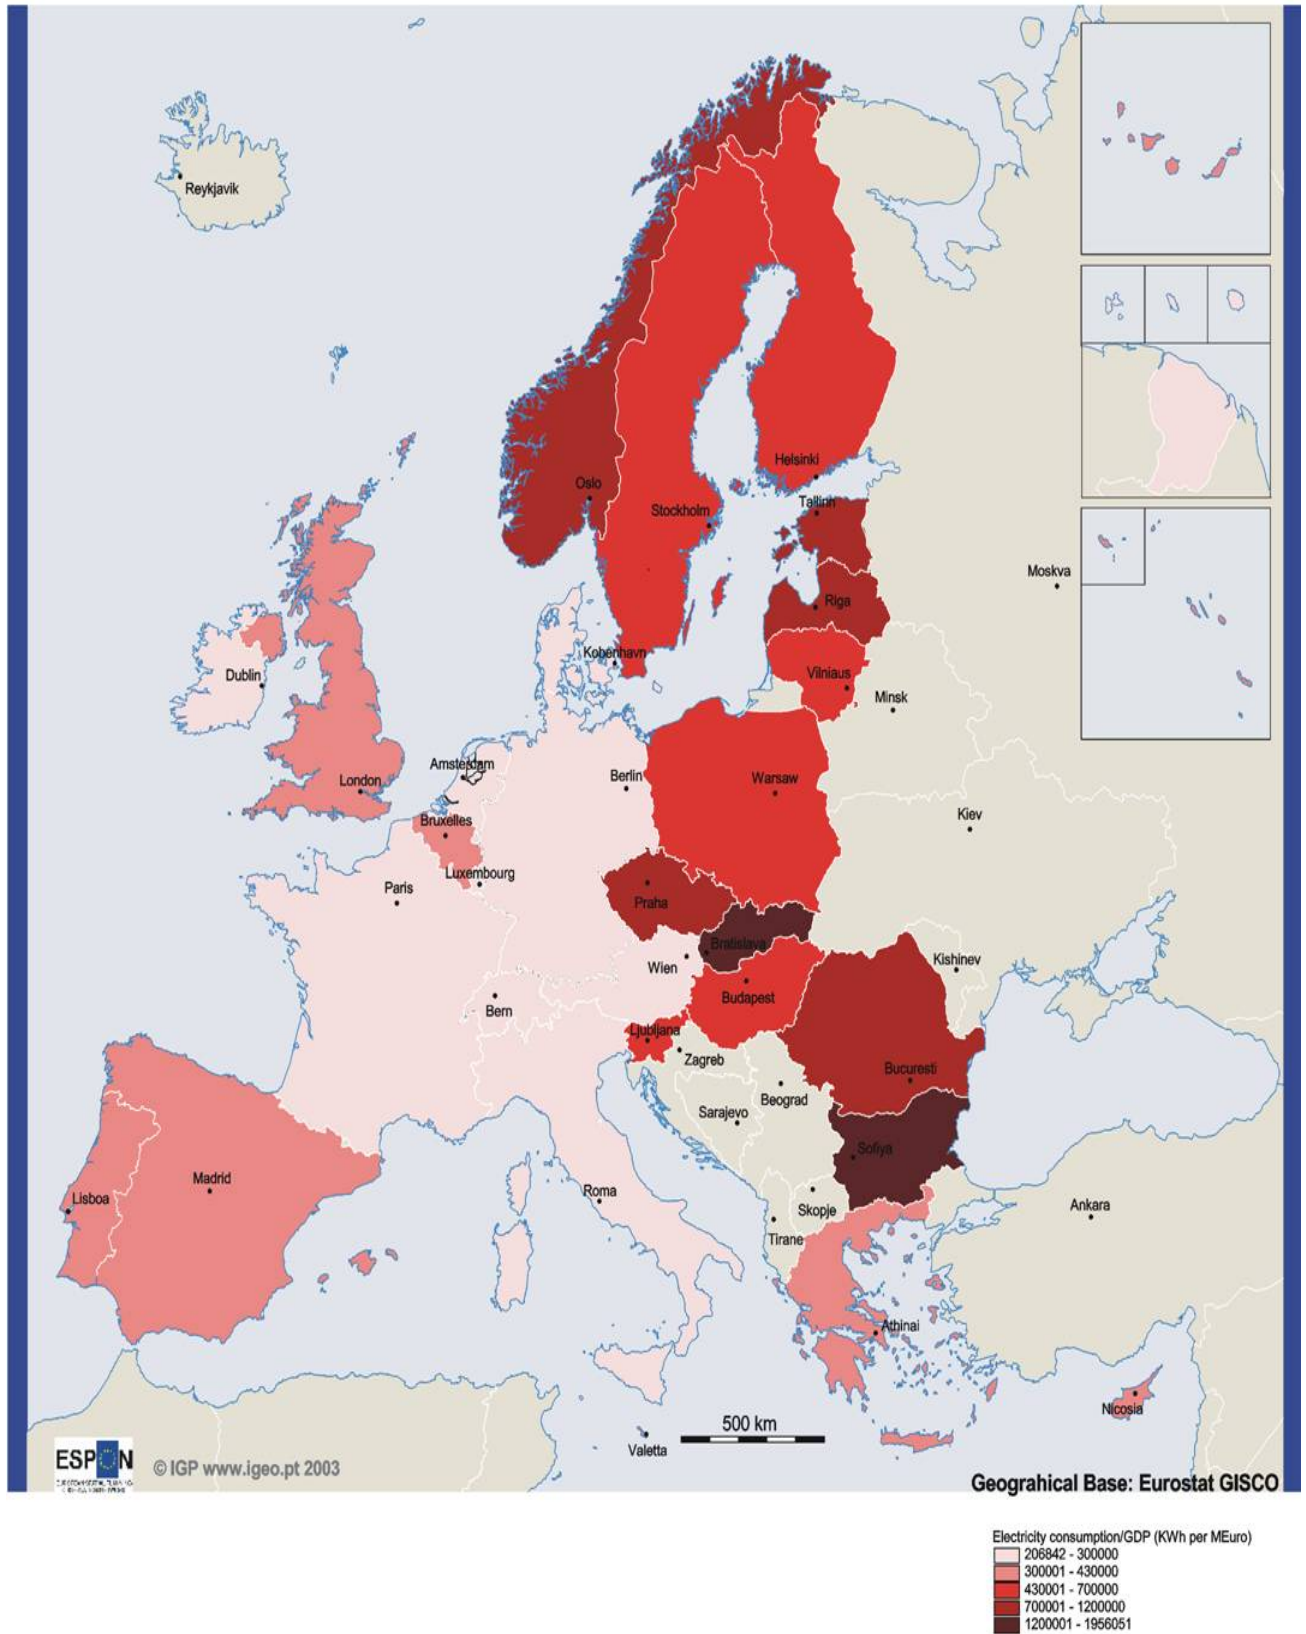 Reykjavik
Oslo
Helsinki
Stockholm
Tallinn
Moskva
Riga
Kobenhavn
Dublin
Vilniaus
Minsk
Amsterdam
Berlin
Warsaw
London
Bruxelles
Kiev
Luxembourg
Paris
Praha
Bratislava
Wien
Kishinev
Bern
Budapest
Ljubljana
Zagreb
Bucuresti
Beograd
Sarajevo
Sofiya
Madrid
Lisboa
Roma
Skopje
Ankara
Tirane
Athinai
Nicosia
500 km
Valetta
ESPON
© IGP www.igeo.pt 2003
Geograhical Base: Eurostat GISCO
Electricity consumption/GDP (KWh per MEuro)
206842 - 300000
300001 - 430000
430001 - 700000
700001 - 1200000
1200001 - 1956051